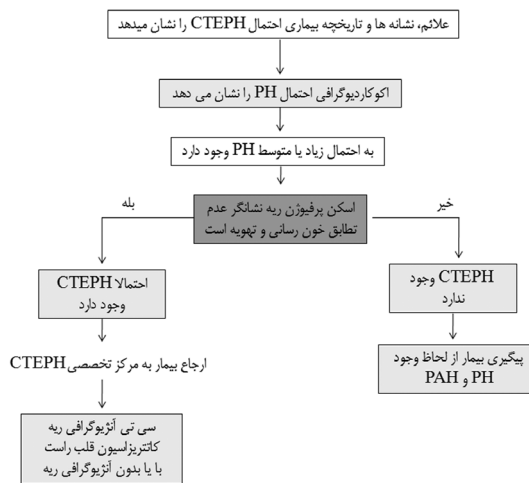 علائم، نشانه ها و تاریخچه بیماری احتمال CTEPH را نشان میدهد
اکوکاردیوگرافی احتمال PH را نشان می دهد
به احتمال زیاد یا متوسط PH وجود دارد
اسکن پرفیوژن ریه نشانگر عدم
تطابق خون رسانی و تهویه است
خیر
بله
CTEPH وجود
ندارد
پیگیری بیمار از لحاظ وجود
PH و PAH
احتمالا CTEPH
وجود دارد
ارجاع بیمار به مرکز تخصصی CTEPH
سی تی آنژیوگرافی ریه
کاتتریزاسیون قلب راست
با یا بدون آنژیوگرافی ریه